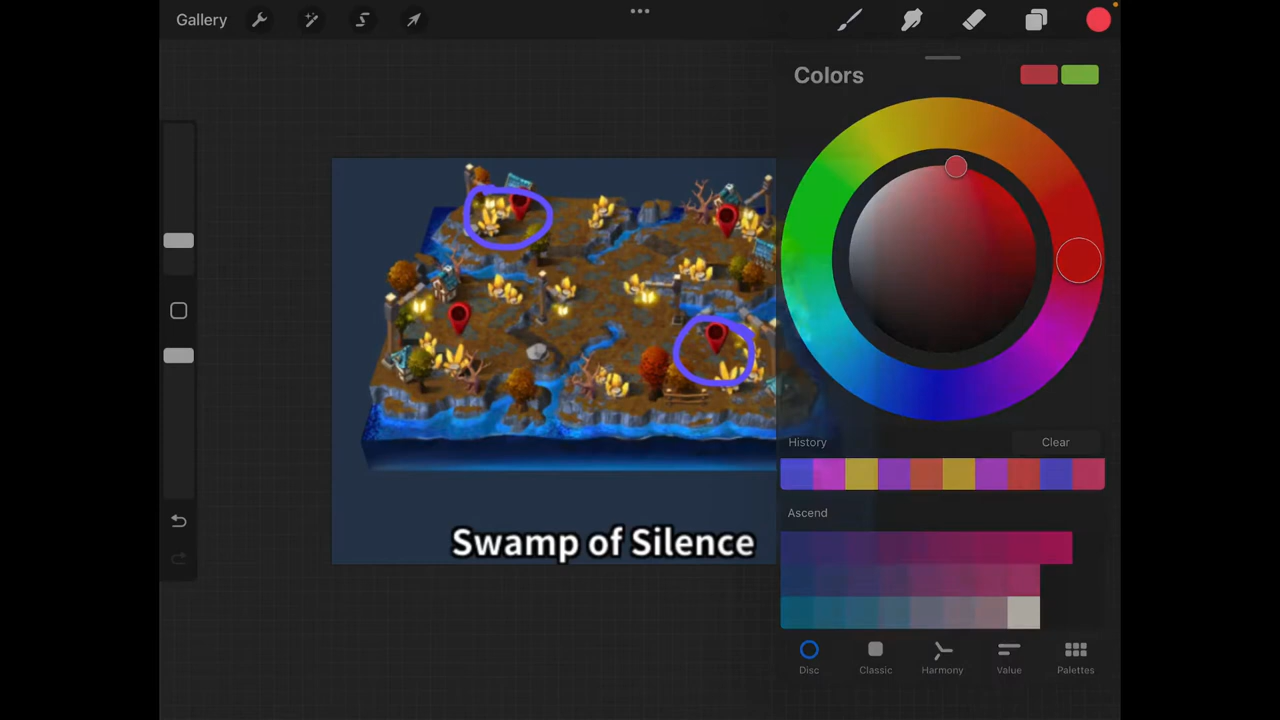 Gallery
Colors
History
Clear
Ascend
Swamp of Silence
Disc
Classic
Harmony
Value
Palettes